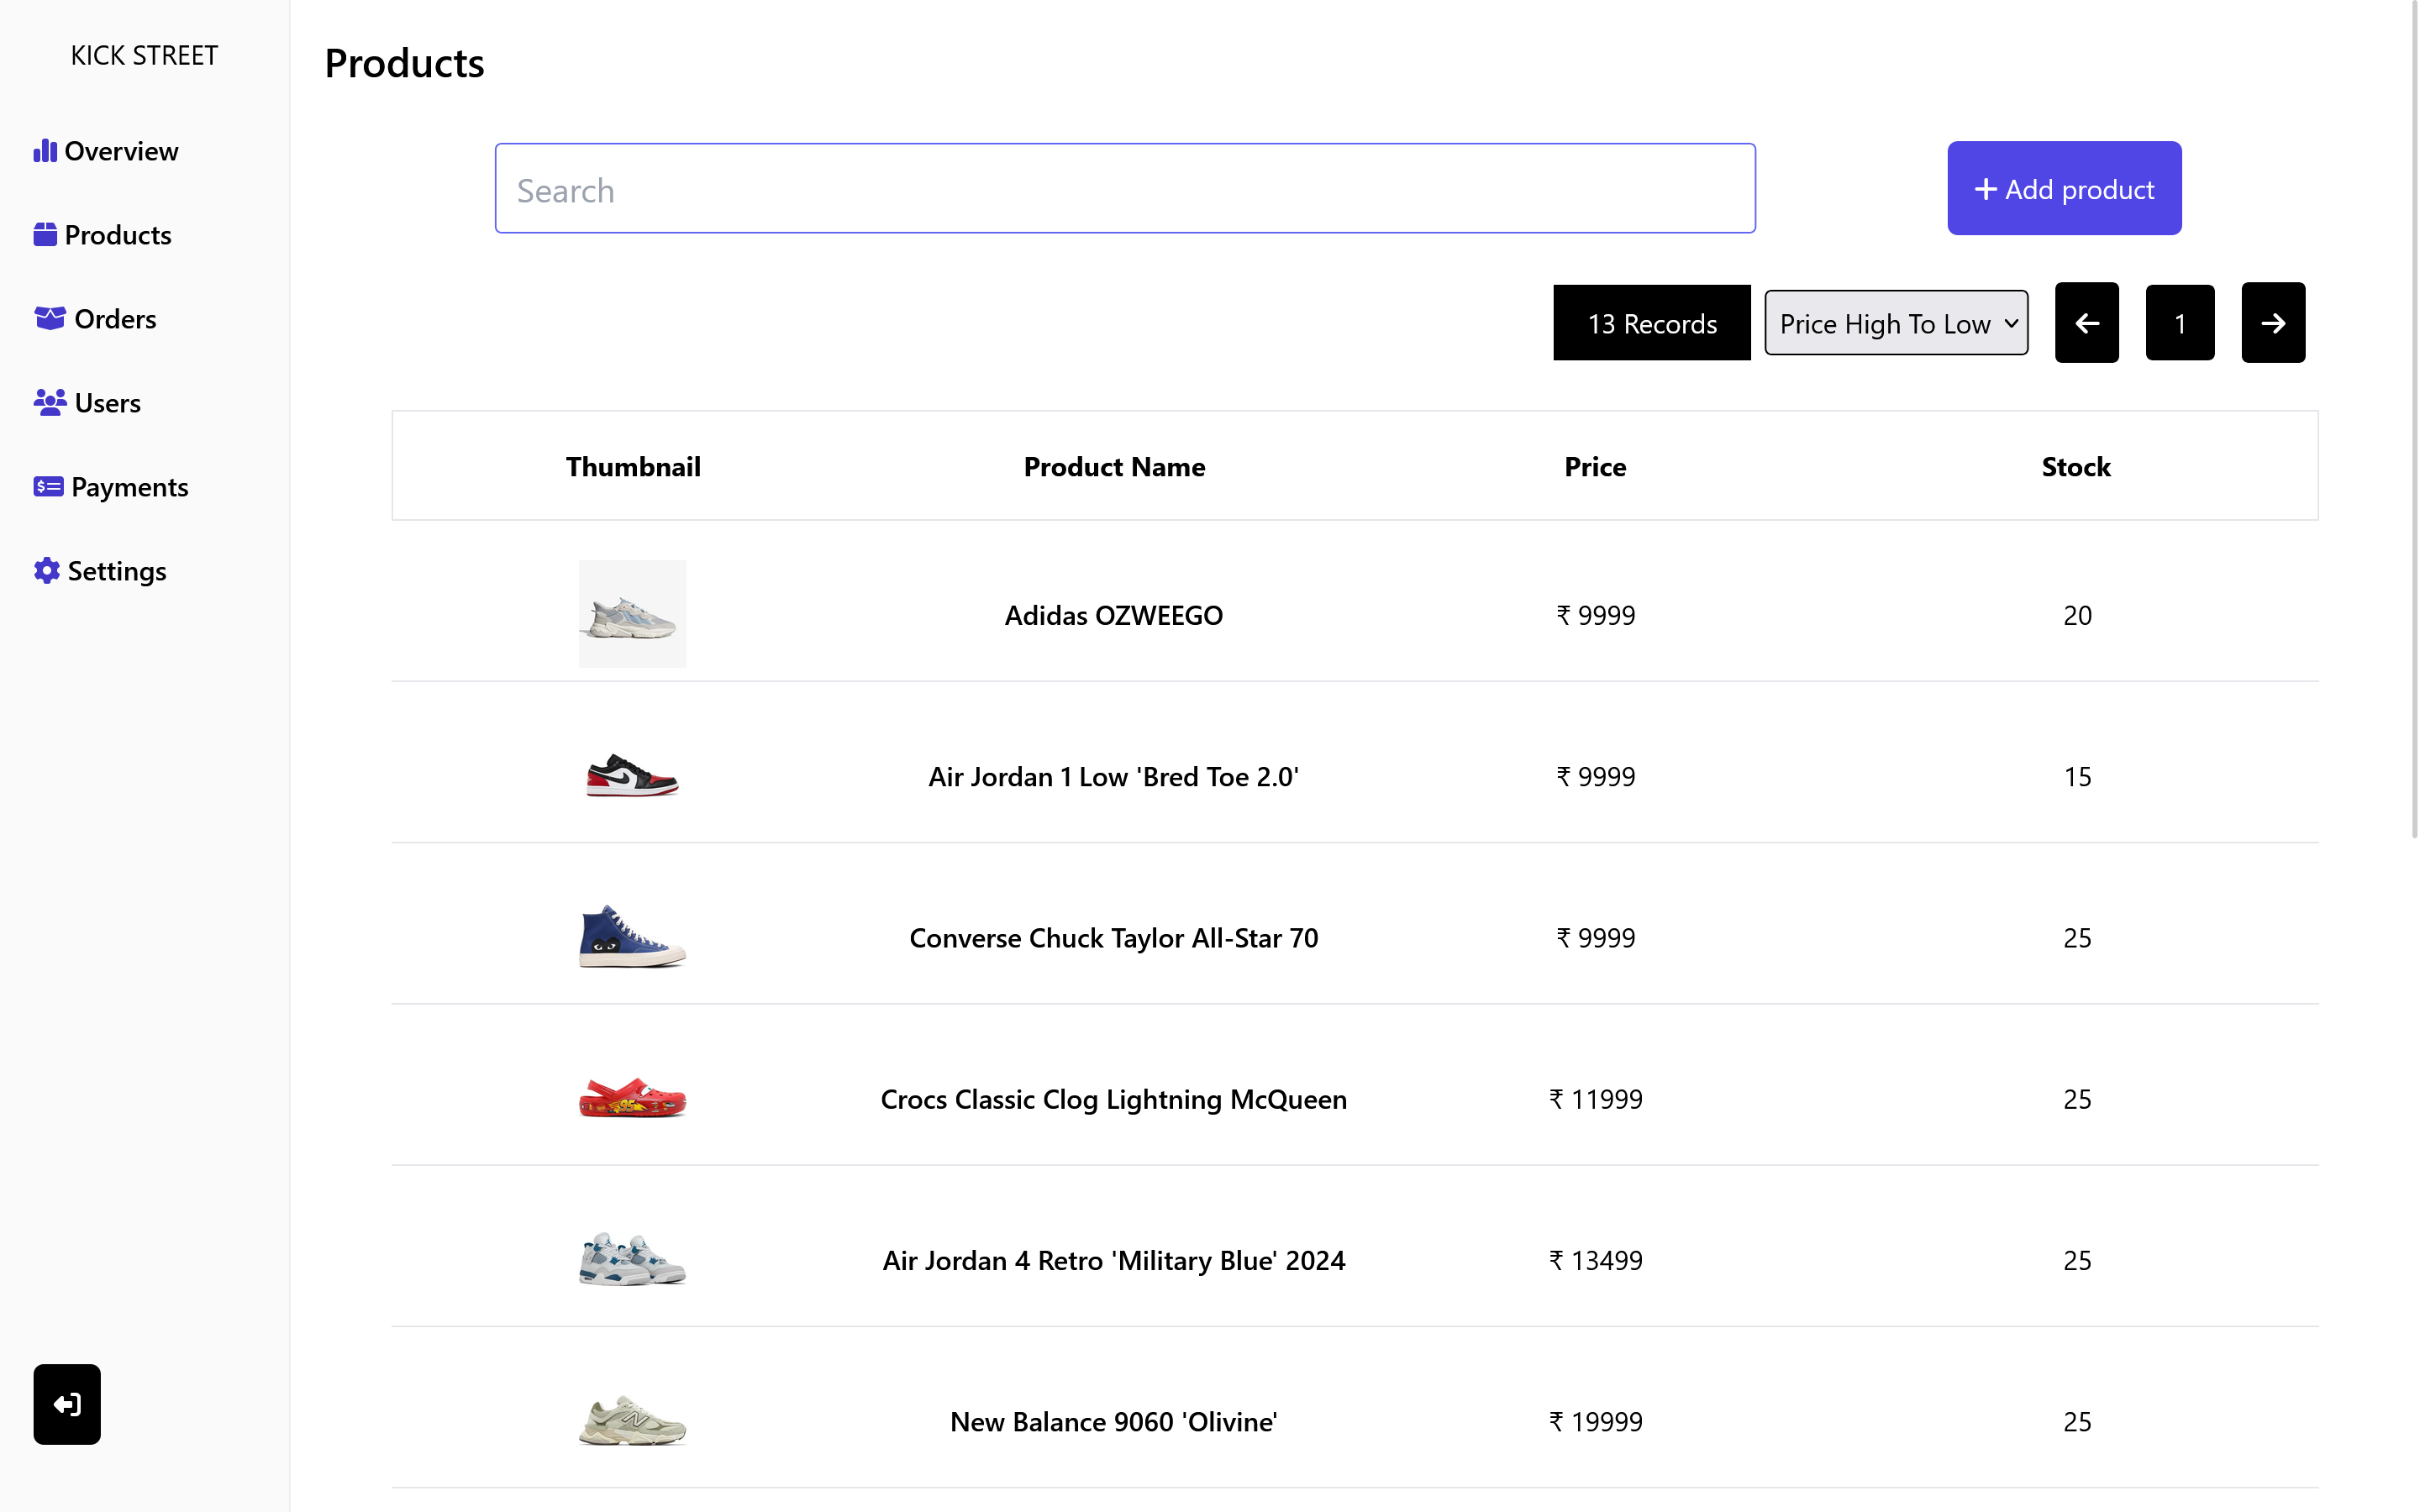 KICK STREET
Overview
Products
Orders
Users
Payments
Settings
Products
Search
Add product
13 Records
Price High To Low
1
Thumbnail Product Name Price Stock
Adidas OZWEEGO ₹ 9999 20
Air Jordan 1 Low 'Bred Toe 2.0' ₹ 9999 15
Converse Chuck Taylor All-Star 70 ₹ 9999 25
Crocs Classic Clog Lightning McQueen ₹ 11999 25
Air Jordan 4 Retro 'Military Blue' 2024 ₹ 13499 25
New Balance 9060 'Olivine' ₹ 19999 25